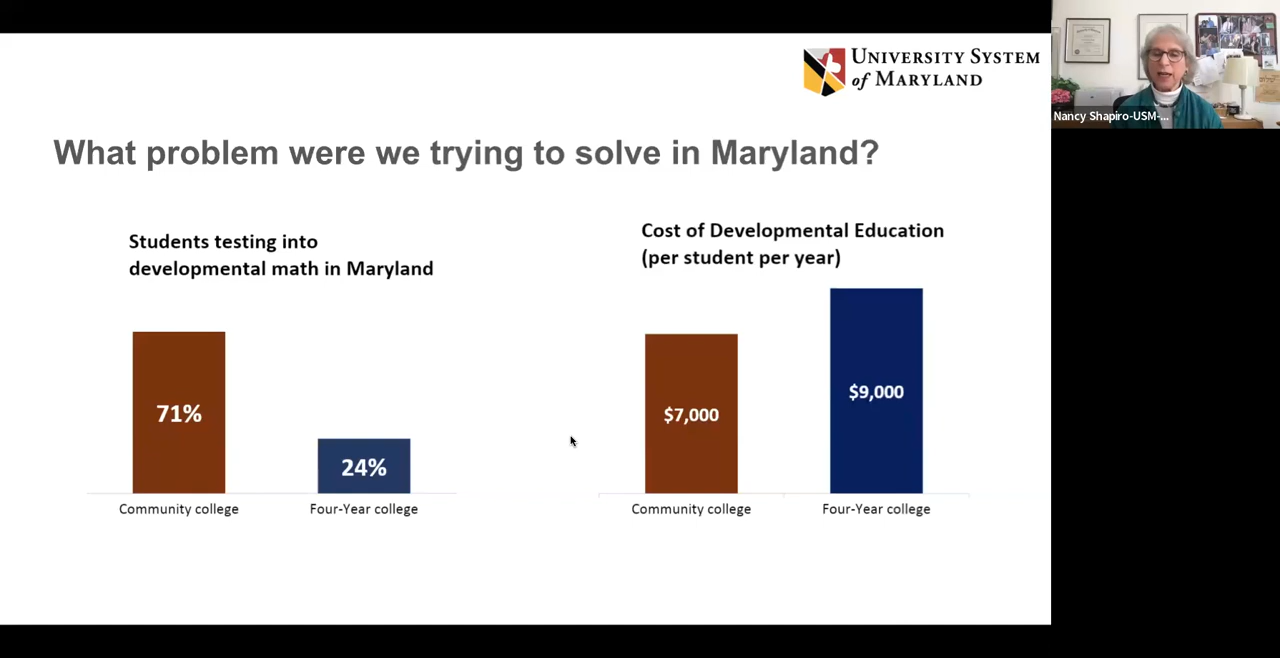 UNIVERSITY SYSTEM
of MARYLAND
Nancy Shapiro-USM-...
What problem were we trying to solve in Maryland?
Students testing into
developmental math in Maryland
71%
24%
Community college
Four-Year college
Cost of Developmental Education
(per student per year)
$7,000
$9,000
Community college
Four-Year college